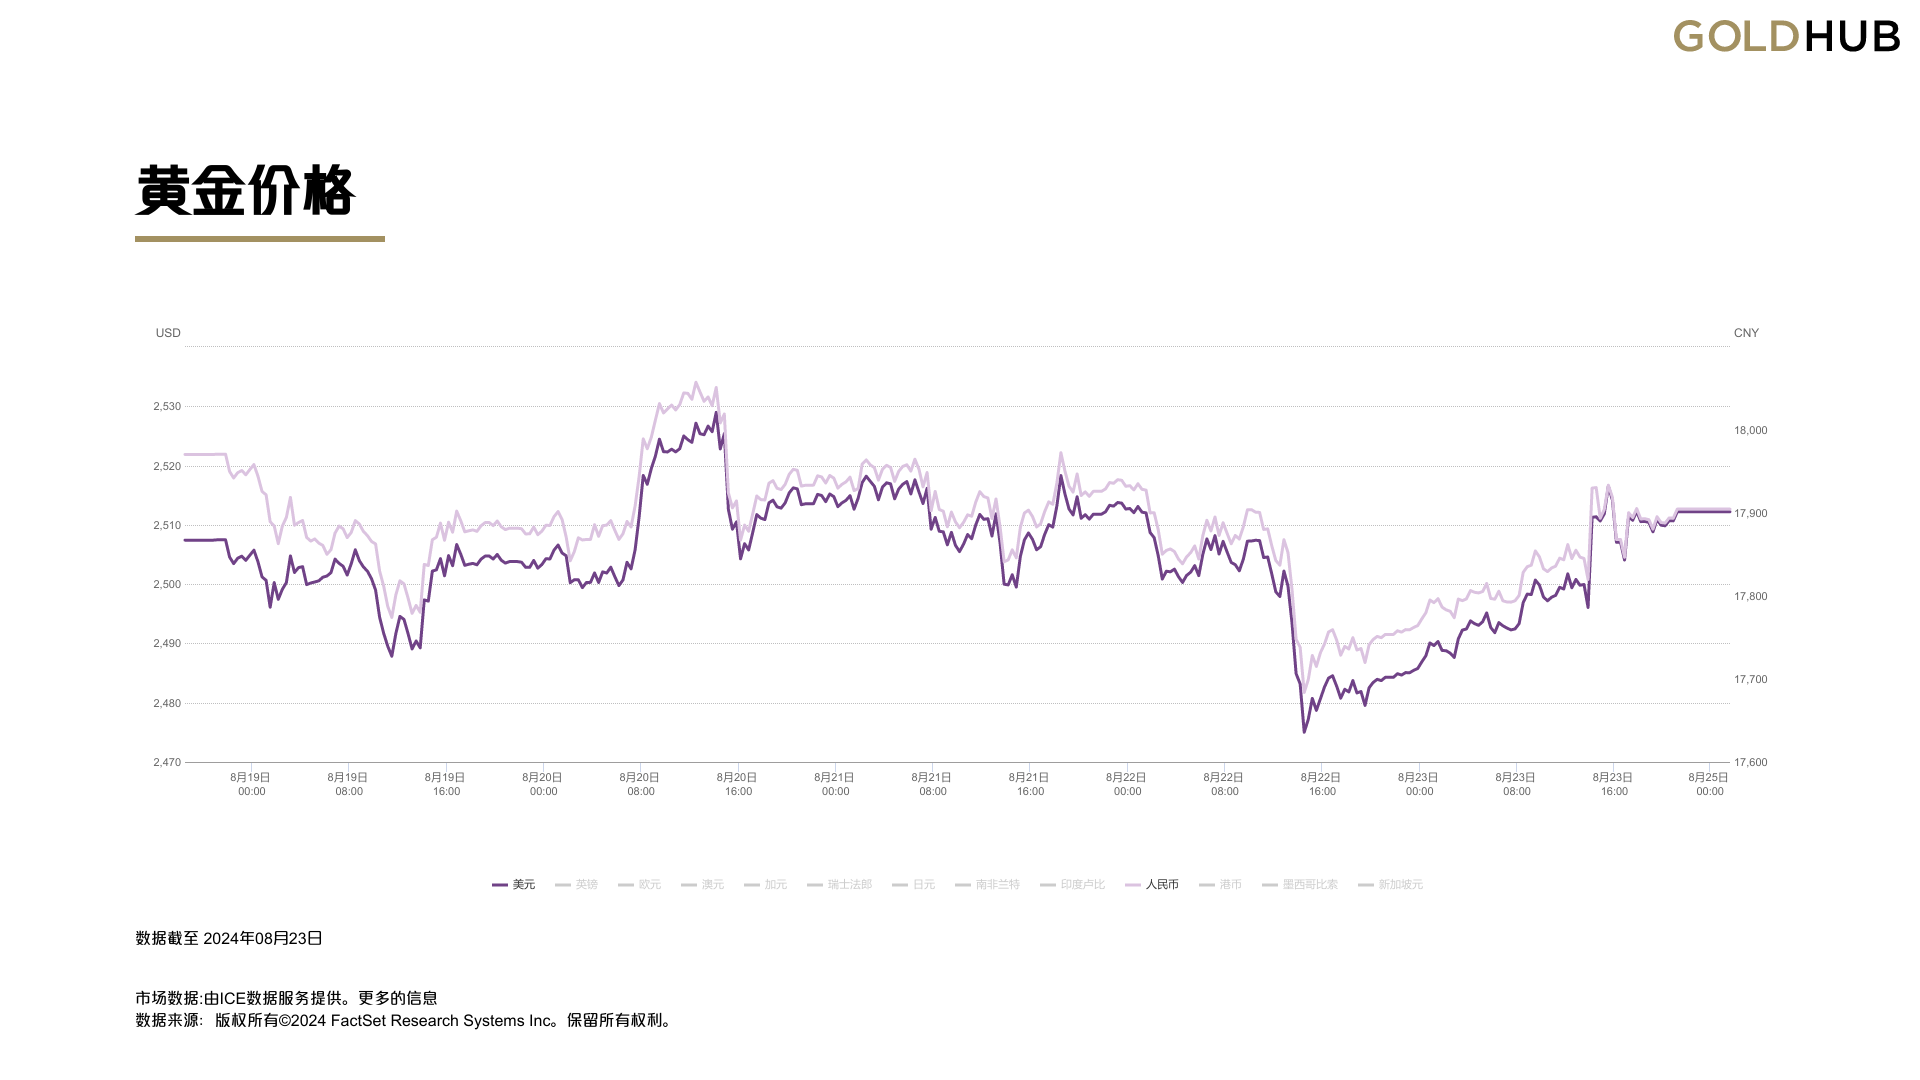 GOLDHUB
黄金价格
USD
CNY
2,530
2,520
2,510
2,500
2,490
2,480
2,470
18,000
17,900
17,800
17,700
17,600
8月19日 00:00
8月19日 08:00
8月19日 16:00
8月20日 00:00
8月20日 08:00
8月20日 16:00
8月21日 00:00
8月21日 08:00
8月21日 16:00
8月22日 00:00
8月22日 08:00
8月22日 16:00
8月23日 00:00
8月23日 08:00
8月23日 16:00
8月25日 00:00
美元 英镑 欧元 澳元 加元 瑞士法郎 日元 南非兰特 印度卢比 人民币 港币 墨西哥比索 新加坡元
数据截至 2024年08月23日
市场数据:由ICE数据服务提供。更多的信息
数据来源: 版权所有©2024 FactSet Research Systems Inc。保留所有权利。